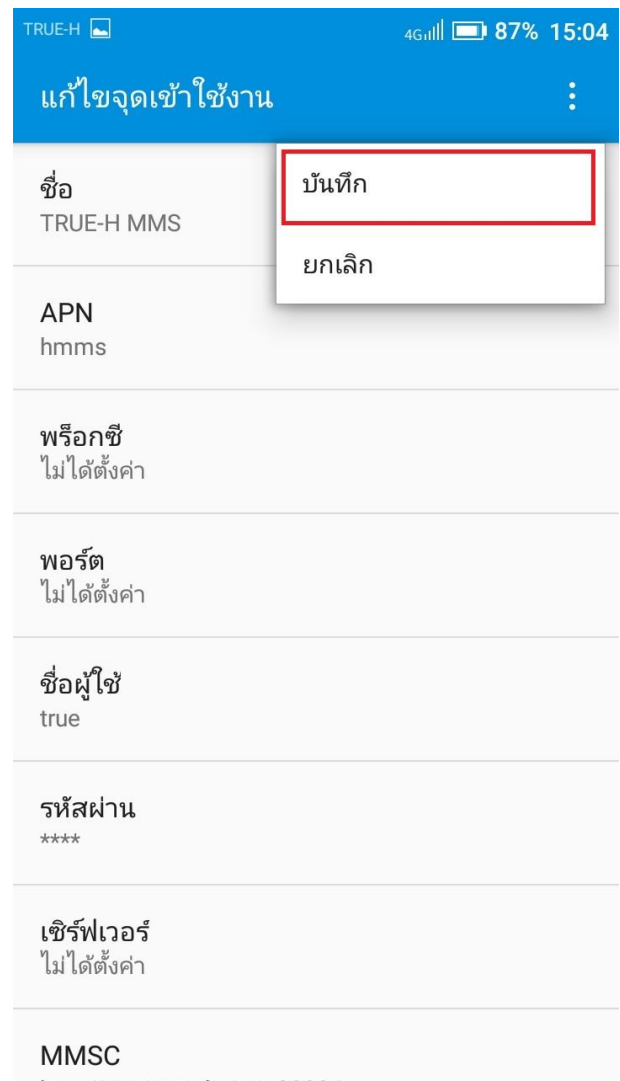 TRUE-H 4G 87% 15:04
แก้ไขจุดเข้าใช้งาน
บันทึก
ยกเลิก
ชื่อ
TRUE-H MMS
APN
hmms
พร็อกซี
ไม่ได้ตั้งค่า
พอร์ต
ไม่ได้ตั้งค่า
ชื่อผู้ใช้
true
รหัสผ่าน
****
เซิร์ฟเวอร์
ไม่ได้ตั้งค่า
MMSC